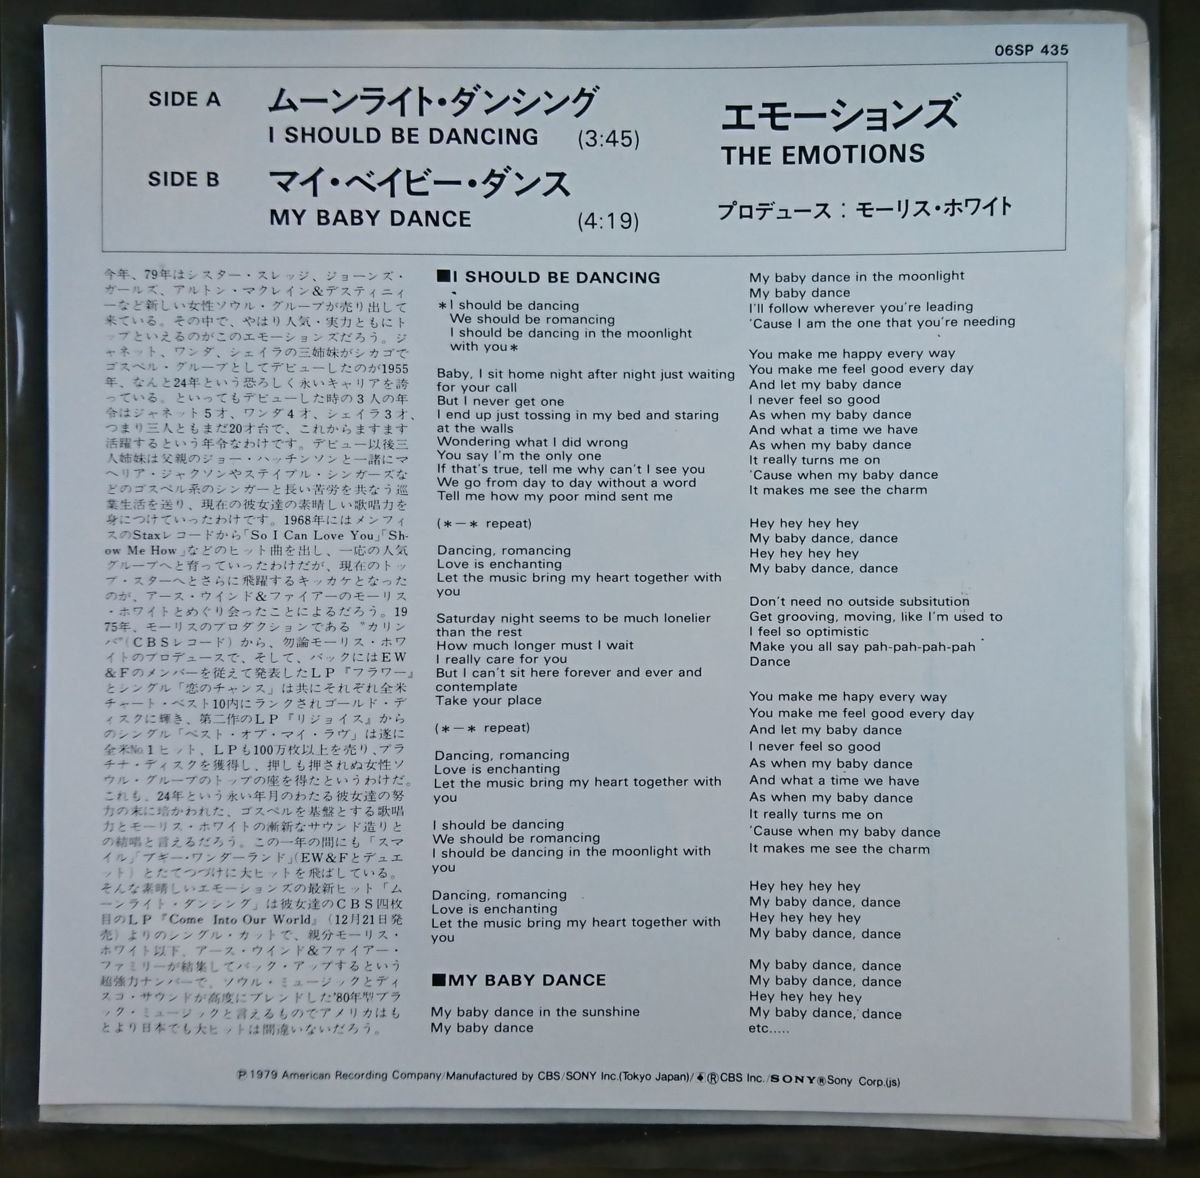 06SP 435
SIDE A
ムーンライト・ダンシング
I SHOULD BE DANCING (3:45)
SIDE B
マイ・ベイビー・ダンス
MY BABY DANCE (4:19)
エモーションズ
THE EMOTIONS
プロデュース：モーリス・ホワイト
今年、79年はシスター・スレッジ、ジョーンズ・
ガールズ、アルトン・マクレイン&デスティニィ
ーなど新しい女性ソウル・グループが売り出して
来ている。その中で、やはり人気・実力ともにト
ップといえるのがこのエモーションズだろう。ジ
ャネット、ワンダ、シェイラの三姉妹がシカゴで
ゴスペル・グループとしてデビューしたのが1955
年、なんと24年という恐ろしく永いキャリアを誇
っている。といってもデビューした時の3人の年
令はジャネット5才、ワンダ4才、シェイラ3才、
つまり三人ともまだ20才台で、これからますます
活躍するという年令なわけです。デビュー以後三
人姉妹は父親のジョー・ハッチンソンと一諸にマ
ヘリア・ジャクソンやステイプル・シンガーズな
どのゴスペル系のシンガーと長い苦労を共なう巡
業生活を送り、現在の彼女達の素晴しい歌唱力を
身につけていったわけです。1968年にはメンフィ
スのStaxレコードから「So I Can Love You」「Sh-
ow Me How」などのヒット曲を出し、一応の人気
グループへと育っていったわけだが、現在のトッ
プ・スターへとさらに飛躍するキッカケとなった
のが、アース・ウインド&ファイアーのモーリス
・ホワイトとめぐり会ったことによるだろう。19
75年、モーリスのプロダクションである"カリン
バ"(CBSレコード)から、勿論モーリス・ホワ
イトのプロデュースで、そして、バックにはEW
&Fのメンバーを従えて発表したLP『フラワー』
とシングル「恋のチャンス」は共にそれぞれ全米
チャート・ベスト10内にランクされゴールド・デ
ィスクに輝き、第二作のLP『リジョイス』から
のシングル「ベスト・オブ・マイ・ラヴ」は遂に
全米№1ヒット、LPも100万枚以上を売り、プラ
チナ・ディスクを獲得し、押しも押されぬ女性ソ
ウル・グループのトップの座を得たというわけだ。
これも、24年という永い年月のわたる彼女達の努
力の末に培かわれた、ゴスペルを基盤とする歌唱
力とモーリス・ホワイトの漸新なサウンド造りと
の結唱と言えるだろう。この一年の間にも「スマ
イル」「ブギー・ワンダーランド」(EW&Fとデュエ
ット)とたてつづけに大ヒットを飛ばしている。
そんな素晴しいエモーションズの最新ヒット「ム
ーンライト・ダンシング」は彼女達のCBS四枚
目のLP『Come Into Our World』(12月21日発
売)よりのシングル・カットで、親分モーリス・
ホワイト以下、アース・ウインド&ファイアー・
ファミリーが結集してバック・アップするという
超強力ナンバーで、ソウル・ミュージックとディ
スコ・サウンドが高度にブレンドした'80年型ブラ
ック・ミュージックと言えるものでアメリカはも
とより日本でも大ヒットは間違いないだろう。
■I SHOULD BE DANCING
＊I should be dancing
We should be romancing
I should be dancing in the moonlight
with you＊
Baby, I sit home night after night just waiting
for your call
But I never get one
I end up just tossing in my bed and staring
at the walls
Wondering what I did wrong
You say I'm the only one
If that's true, tell me why can't I see you
We go from day to day without a word
Tell me how my poor mind sent me
(＊−＊ repeat)
Dancing, romancing
Love is enchanting
Let the music bring my heart together with
you
Saturday night seems to be much lonelier
than the rest
How much longer must I wait
I really care for you
But I can't sit here forever and ever and
contemplate
Take your place
(＊−＊ repeat)
Dancing, romancing
Love is enchanting
Let the music bring my heart together with
you
I should be dancing
We should be romancing
I should be dancing in the moonlight with
you
Dancing, romancing
Love is enchanting
Let the music bring my heart together with
you
■MY BABY DANCE
My baby dance in the sunshine
My baby dance
My baby dance in the moonlight
My baby dance
I'll follow wherever you're leading
'Cause I am the one that you're needing
You make me happy every way
You make me feel good every day
And let my baby dance
I never feel so good
As when my baby dance
And what a time we have
As when my baby dance
It really turns me on
'Cause when my baby dance
It makes me see the charm
Hey hey hey hey
My baby dance, dance
Hey hey hey hey
My baby dance, dance
Don't need no outside subsitution
Get grooving, moving, like I'm used to
I feel so optimistic
Make you all say pah-pah-pah-pah
Dance
You make me hapy every way
You make me feel good every day
And let my baby dance
I never feel so good
As when my baby dance
And what a time we have
As when my baby dance
It really turns me on
'Cause when my baby dance
It makes me see the charm
Hey hey hey hey
My baby dance, dance
Hey hey hey hey
My baby dance, dance
My baby dance, dance
My baby dance, dance
Hey hey hey hey
My baby dance, dance
etc.....
Ⓟ1979 American Recording Company/Manufactured by CBS/SONY Inc.(Tokyo Japan)/ⓇCBS Inc./SONY®Sony Corp.(js)